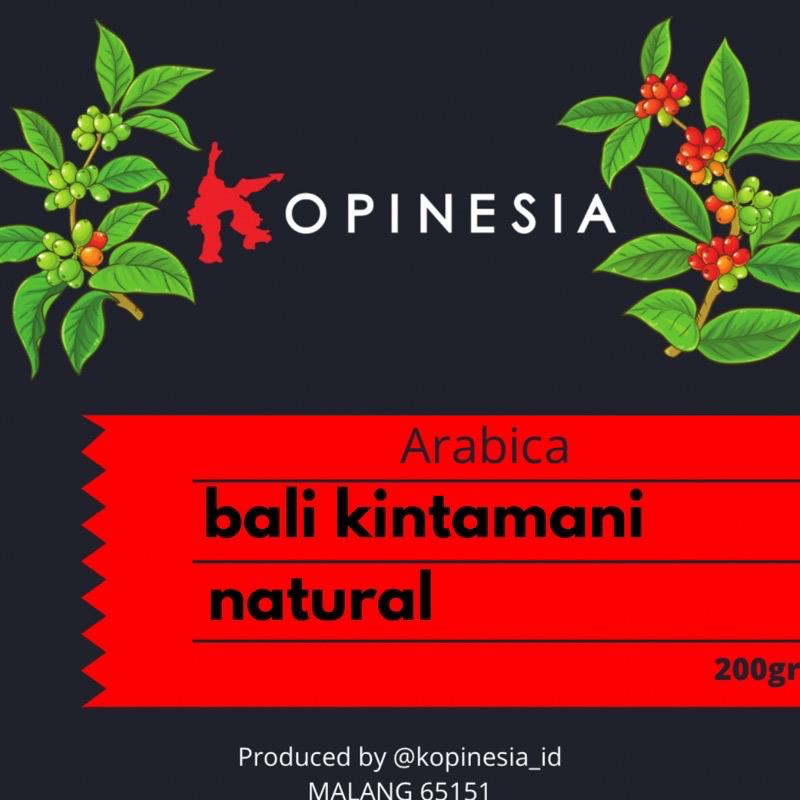 KOPINESIA
Arabica
bali kintamani
natural
200gr
Produced by @kopinesia_id
MALANG 65151